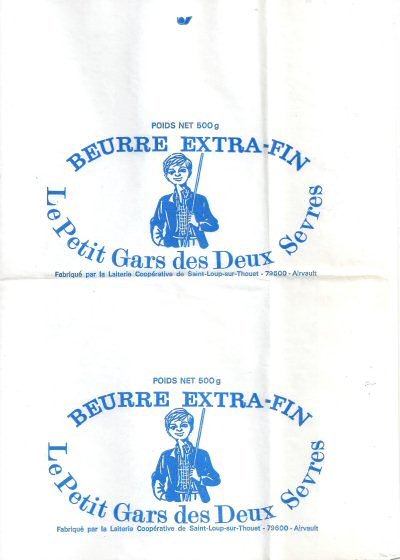 POIDS NET 500g
BEURRE EXTRA-FIN
Le Petit Gars des Deux Sevres
Fabriqué par la Laiterie Coopérative de Saint-Loup-sur-Thouet - 79600 - Airvault
POIDS NET 500g
BEURRE EXTRA-FIN
Le Petit Gars des Deux Sevres
Fabriqué par la Laiterie Coopérative de Saint-Loup-sur-Thouet - 79600 - Airvault